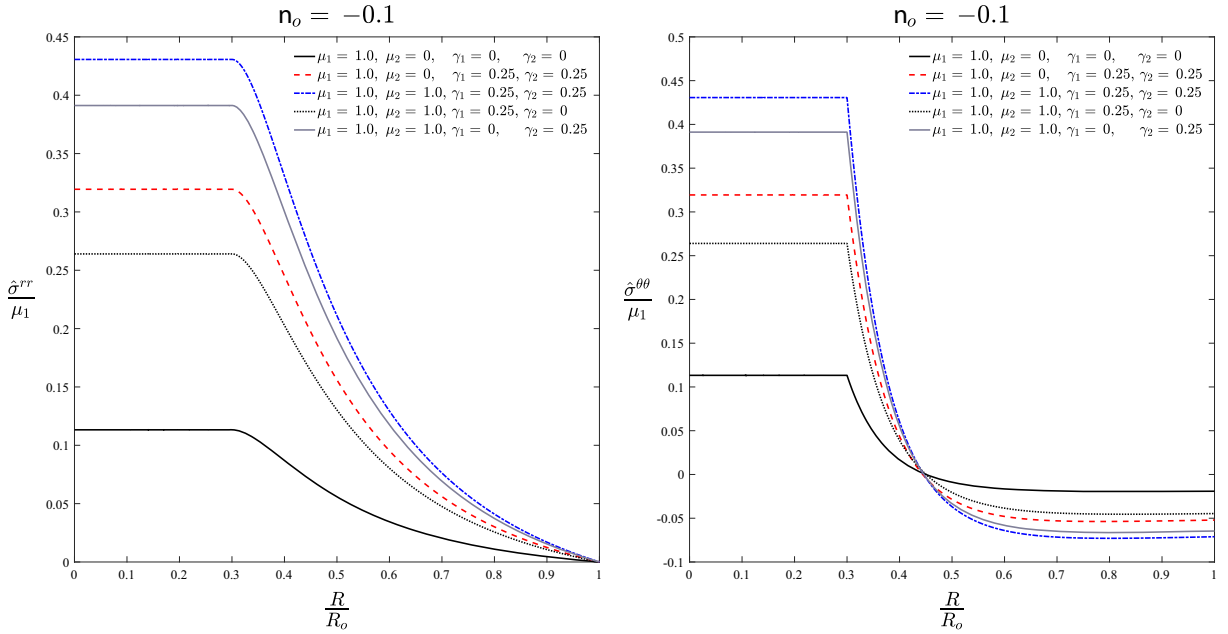 n_o = −0.1
0.45
0.4
0.35
0.3
0.25
0.2
0.15
0.1
0.05
0
0 0.1 0.2 0.3 0.4 0.5 0.6 0.7 0.8 0.9 1
σ̂^{rr}
μ_1
R
R_o
μ_1 = 1.0, μ_2 = 0, γ_1 = 0, γ_2 = 0
μ_1 = 1.0, μ_2 = 0, γ_1 = 0.25, γ_2 = 0.25
μ_1 = 1.0, μ_2 = 1.0, γ_1 = 0.25, γ_2 = 0.25
μ_1 = 1.0, μ_2 = 1.0, γ_1 = 0.25, γ_2 = 0
μ_1 = 1.0, μ_2 = 1.0, γ_1 = 0, γ_2 = 0.25
n_o = −0.1
0.5
0.45
0.4
0.35
0.3
0.25
0.2
0.15
0.1
0.05
0
-0.05
-0.1
0 0.1 0.2 0.3 0.4 0.5 0.6 0.7 0.8 0.9 1
σ̂^{θθ}
μ_1
R
R_o
μ_1 = 1.0, μ_2 = 0, γ_1 = 0, γ_2 = 0
μ_1 = 1.0, μ_2 = 0, γ_1 = 0.25, γ_2 = 0.25
μ_1 = 1.0, μ_2 = 1.0, γ_1 = 0.25, γ_2 = 0.25
μ_1 = 1.0, μ_2 = 1.0, γ_1 = 0.25, γ_2 = 0
μ_1 = 1.0, μ_2 = 1.0, γ_1 = 0, γ_2 = 0.25